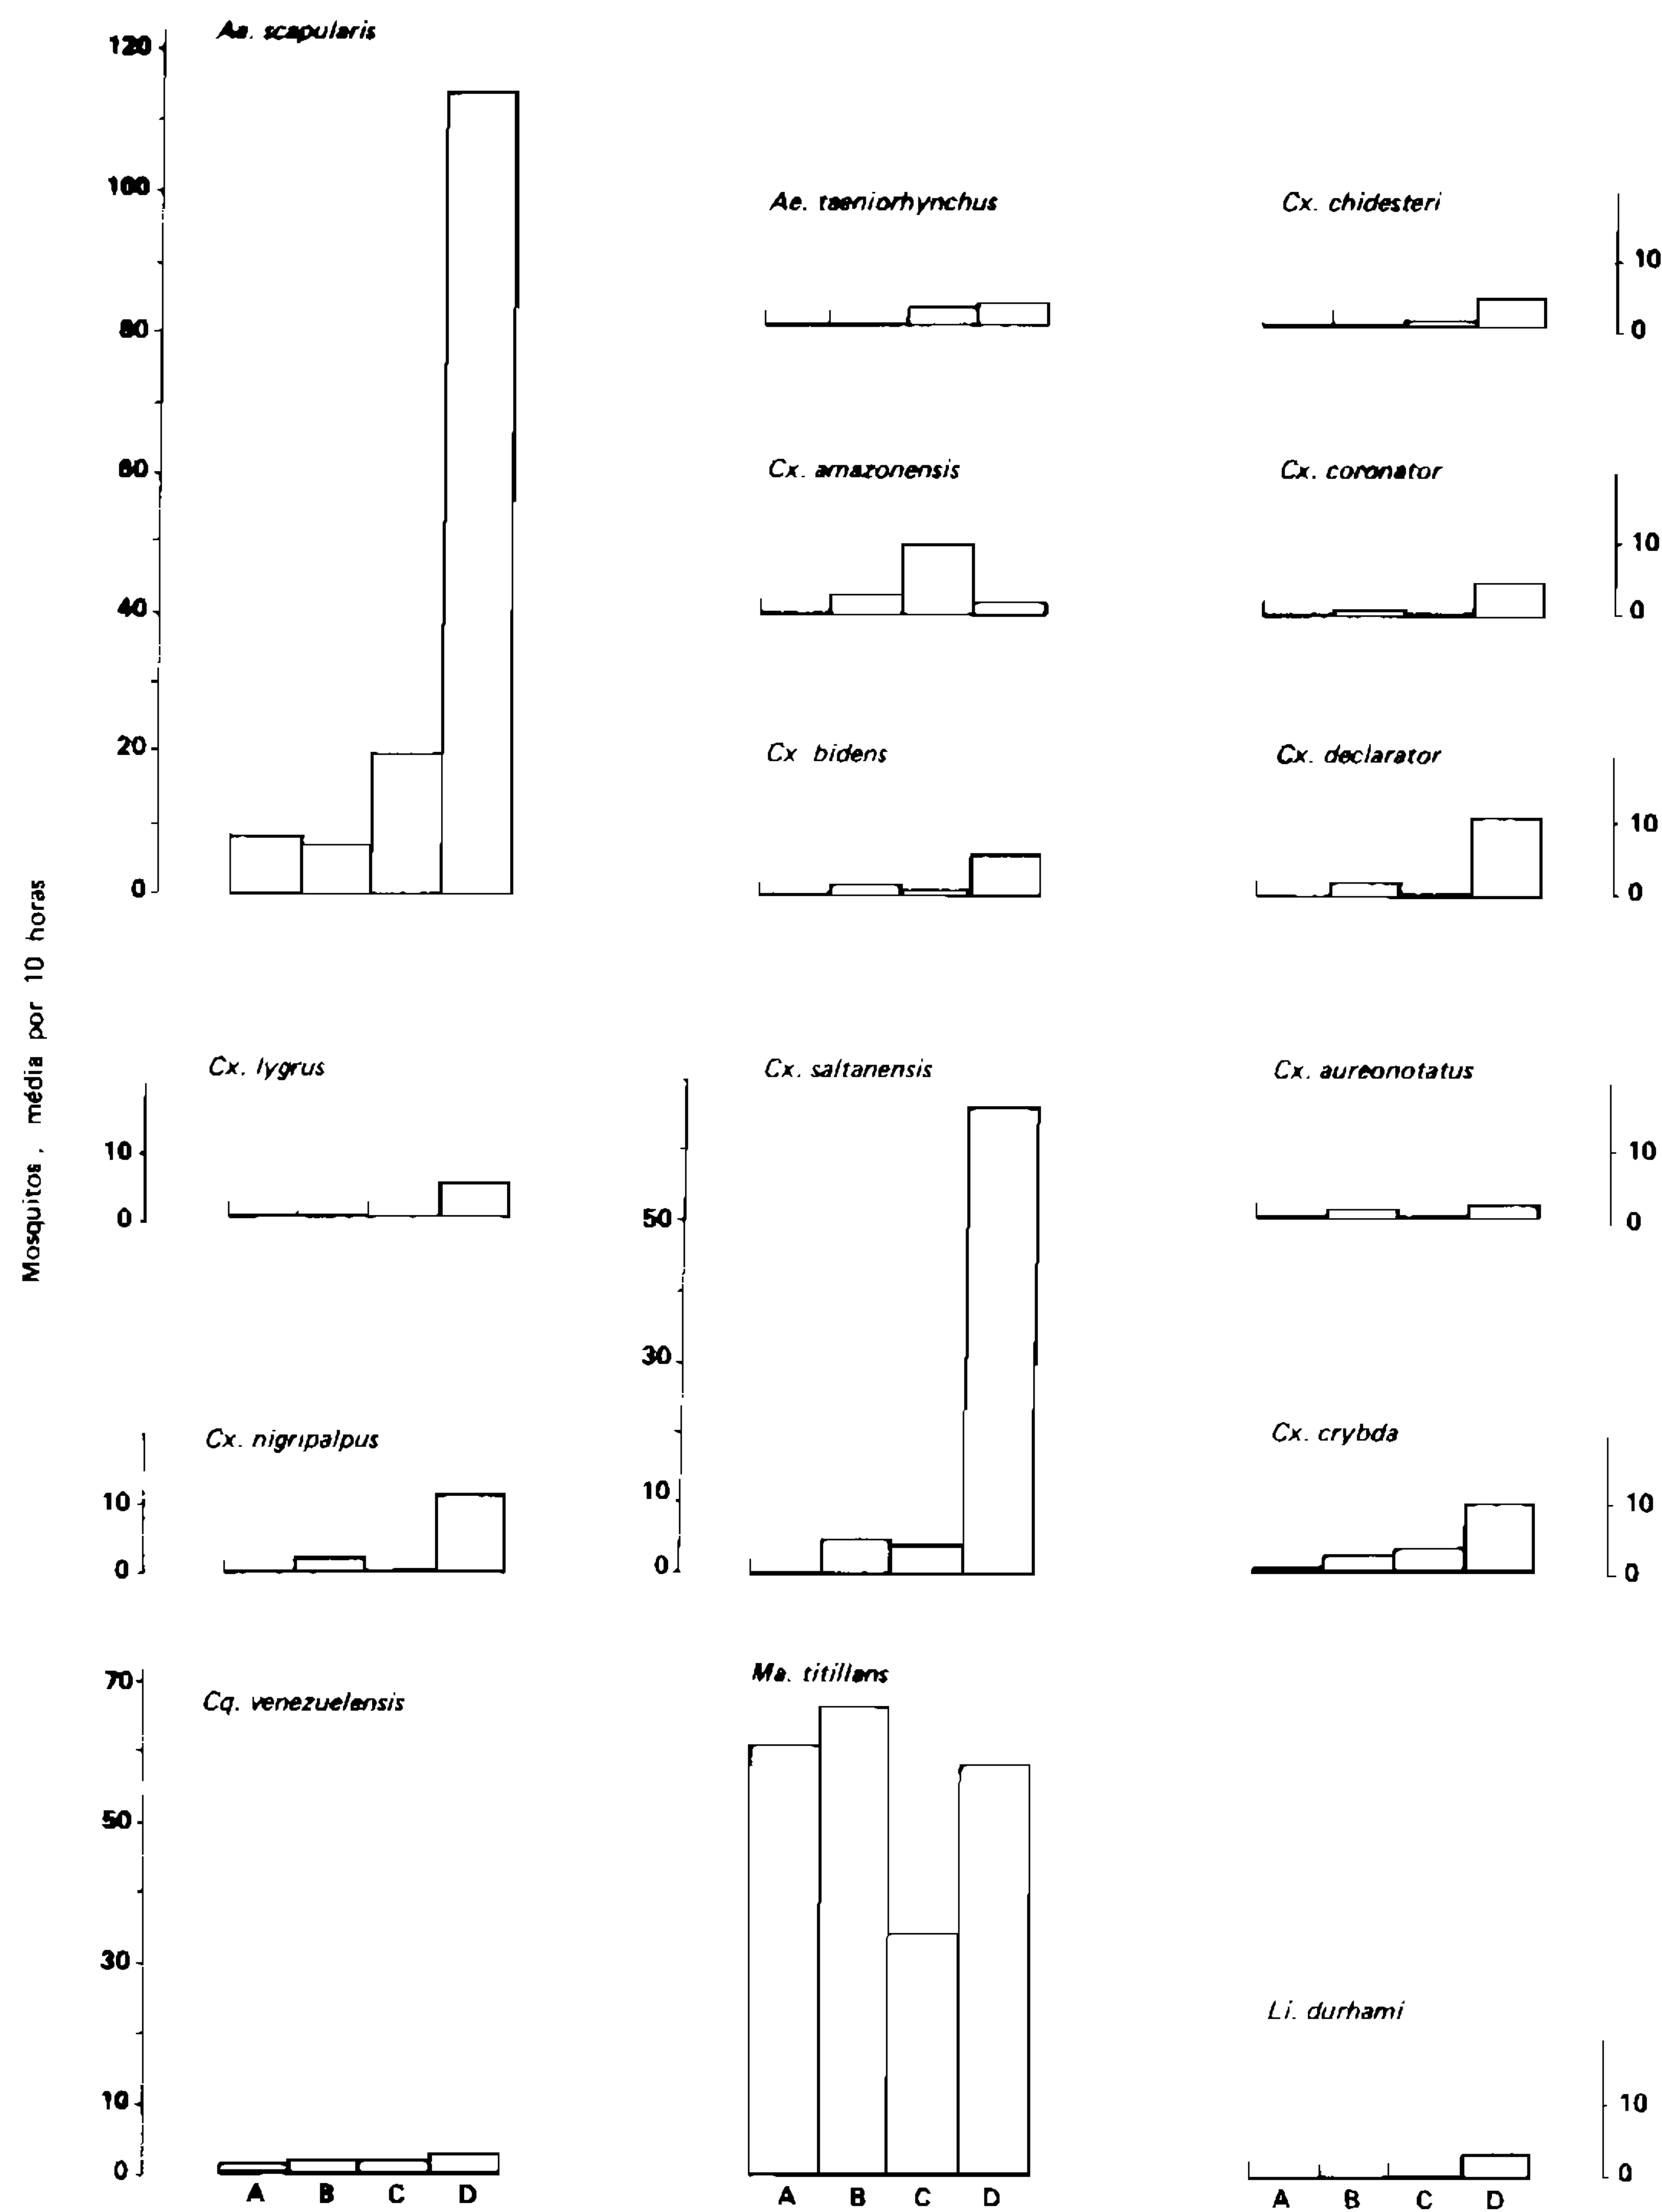 Aa. scapularis
120
100
80
60
40
20
0
Ae. taeniorhynchus
Cx. chidesteri
10
0
Cx. amazonensis
Cx. coronator
10
0
Cx bidens
Cx. declarator
10
0
Mosquitos, média por 10 horas
Cx. lygrus
10
0
Cx. saltanensis
50
30
10
0
Cx. aureonotatus
10
0
Cx. nigripalpus
10
0
Cx. crybda
10
0
Cq. venezuelensis
70
50
30
10
0
A B C D
Ma. titillans
A B C D
Li. durhami
10
0
A B C D